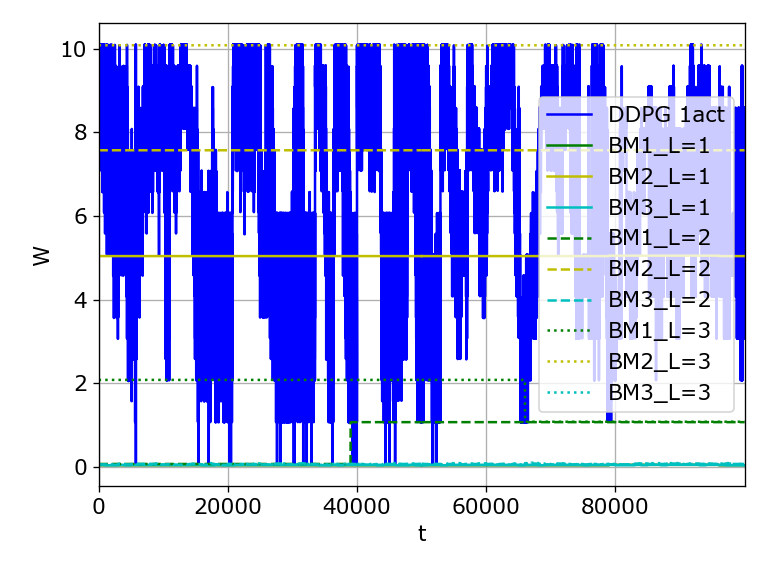 10
8
6
4
2
0
W
0 20000 40000 60000 80000
t
DDPG 1act
BM1_L=1
BM2_L=1
BM3_L=1
BM1_L=2
BM2_L=2
BM3_L=2
BM1_L=3
BM2_L=3
BM3_L=3